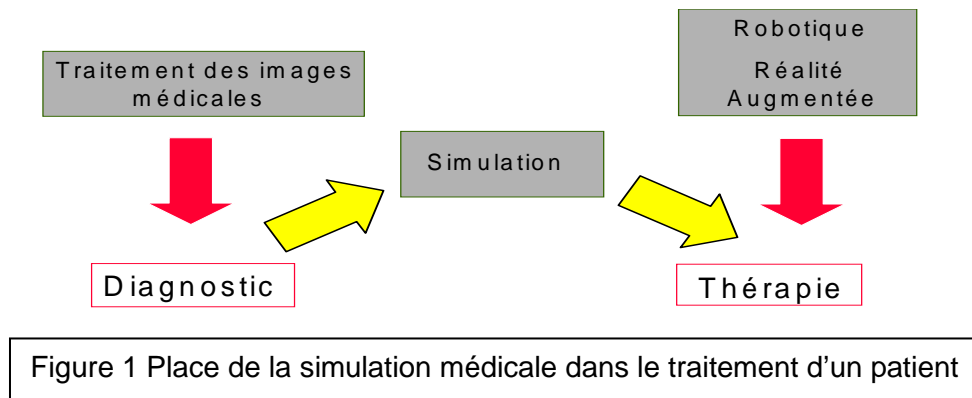 Traitement des images
médicales
Robotique
Réalité
Augmentée
Simulation
Diagnostic
Thérapie
Figure 1 Place de la simulation médicale dans le traitement d'un patient